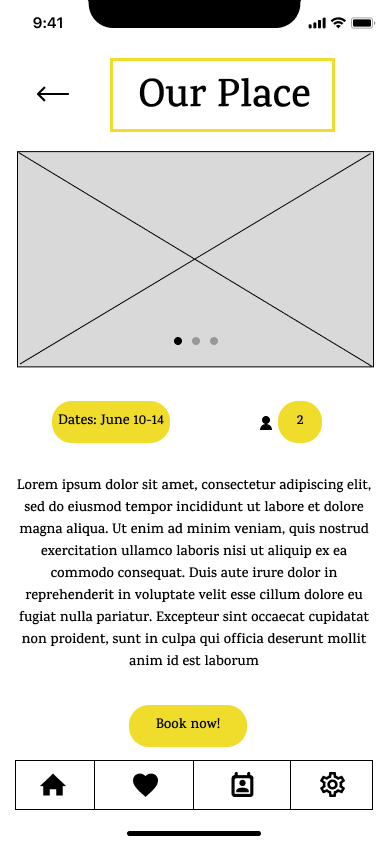 9:41
Our Place
Dates: June 10-14
2
Lorem ipsum dolor sit amet, consectetur adipiscing elit,
sed do eiusmod tempor incididunt ut labore et dolore
magna aliqua. Ut enim ad minim veniam, quis nostrud
exercitation ullamco laboris nisi ut aliquip ex ea
commodo consequat. Duis aute irure dolor in
reprehenderit in voluptate velit esse cillum dolore eu
fugiat nulla pariatur. Excepteur sint occaecat cupidatat
non proident, sunt in culpa qui officia deserunt mollit
anim id est laborum
Book now!